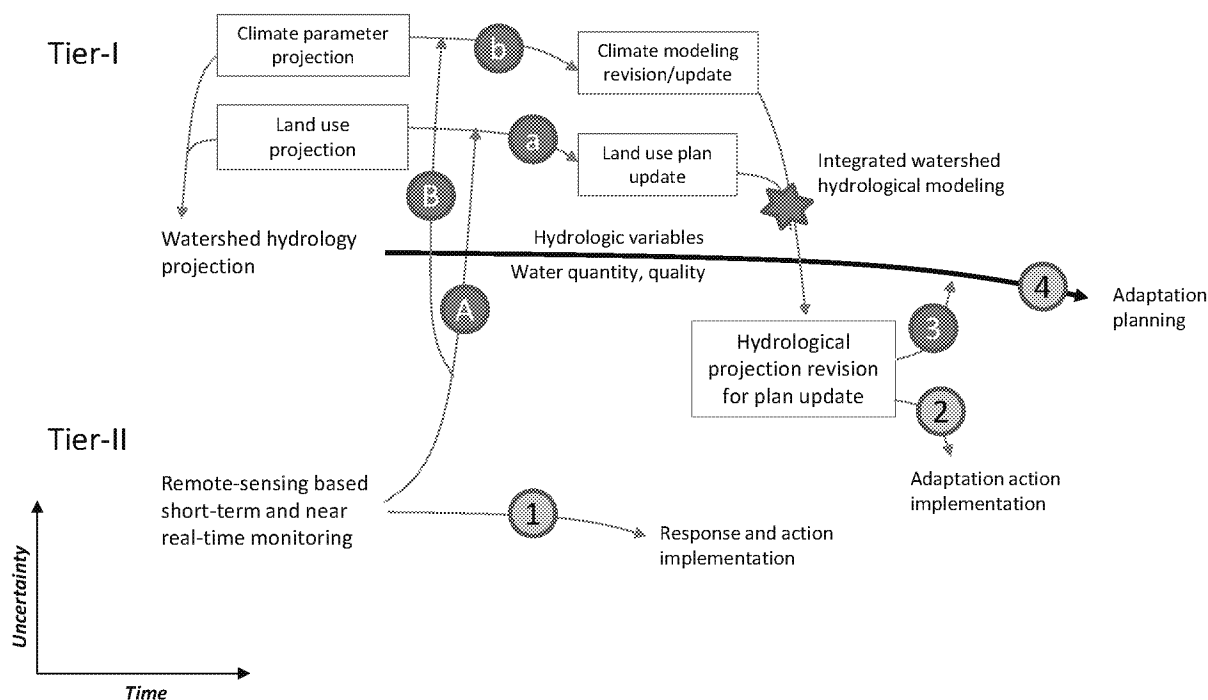 Tier-I
Climate parameter
projection
b
Climate modeling
revision/update
Land use
projection
a
Land use plan
update
Integrated watershed
hydrological modeling
B
Watershed hydrology
projection
Hydrologic variables
Water quantity, quality
4
Adaptation
planning
A
3
Hydrological
projection revision
for plan update
2
Tier-II
Adaptation action
implementation
Remote-sensing based
short-term and near
real-time monitoring
1
Response and action
implementation
Uncertainty
Time